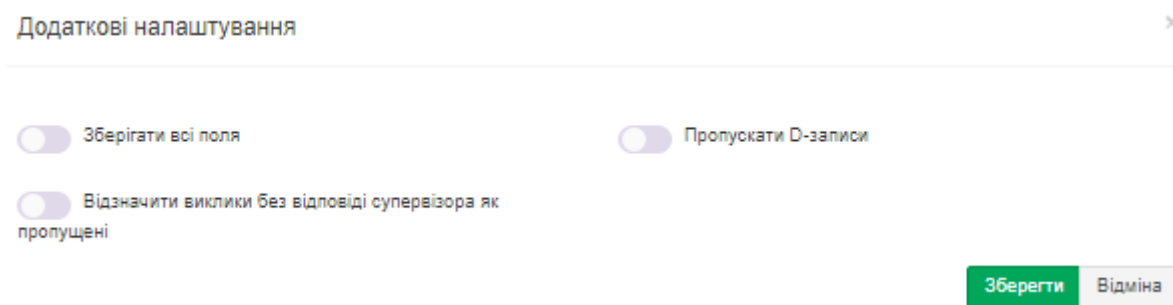 Додаткові налаштування
Зберігати всі поля
Пропускати D-записи
Відзначити виклики без відповіді супервізора як
пропущені
Зберегти
Відміна